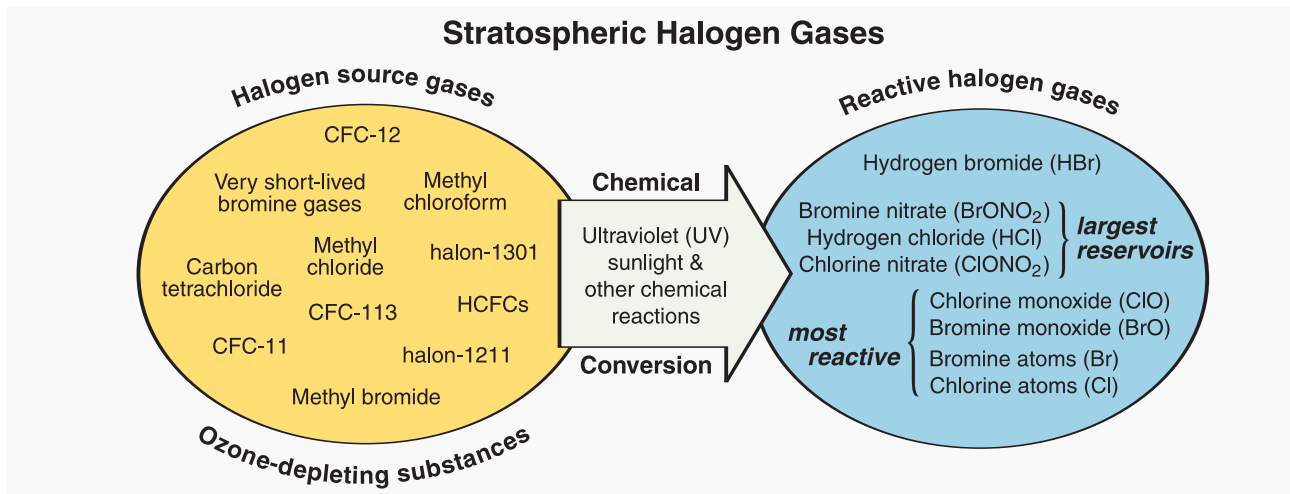 Stratospheric Halogen Gases
Halogen source gases
CFC-12
Very short-lived
bromine gases
Methyl
chloroform
Methyl
chloride
halon-1301
Carbon
tetrachloride
CFC-113
HCFCs
CFC-11
halon-1211
Methyl bromide
Ozone-depleting substances
Chemical
Ultraviolet (UV)
sunlight &
other chemical
reactions
Conversion
Reactive halogen gases
Hydrogen bromide (HBr)
Bromine nitrate (BrONO₂)
Hydrogen chloride (HCl)
Chlorine nitrate (ClONO₂)
largest
reservoirs
most
reactive
Chlorine monoxide (ClO)
Bromine monoxide (BrO)
Bromine atoms (Br)
Chlorine atoms (Cl)